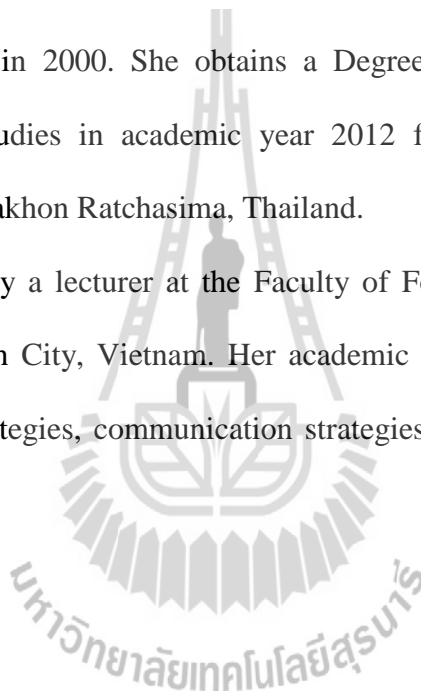 in 2000. She obtains a Degree
udies in academic year 2012 f
akhon Ratchasima, Thailand.
y a lecturer at the Faculty of F
City, Vietnam. Her academic
tegies, communication strategies,
มหาวิทยาลัยเทคโนโลยีสุรนารี